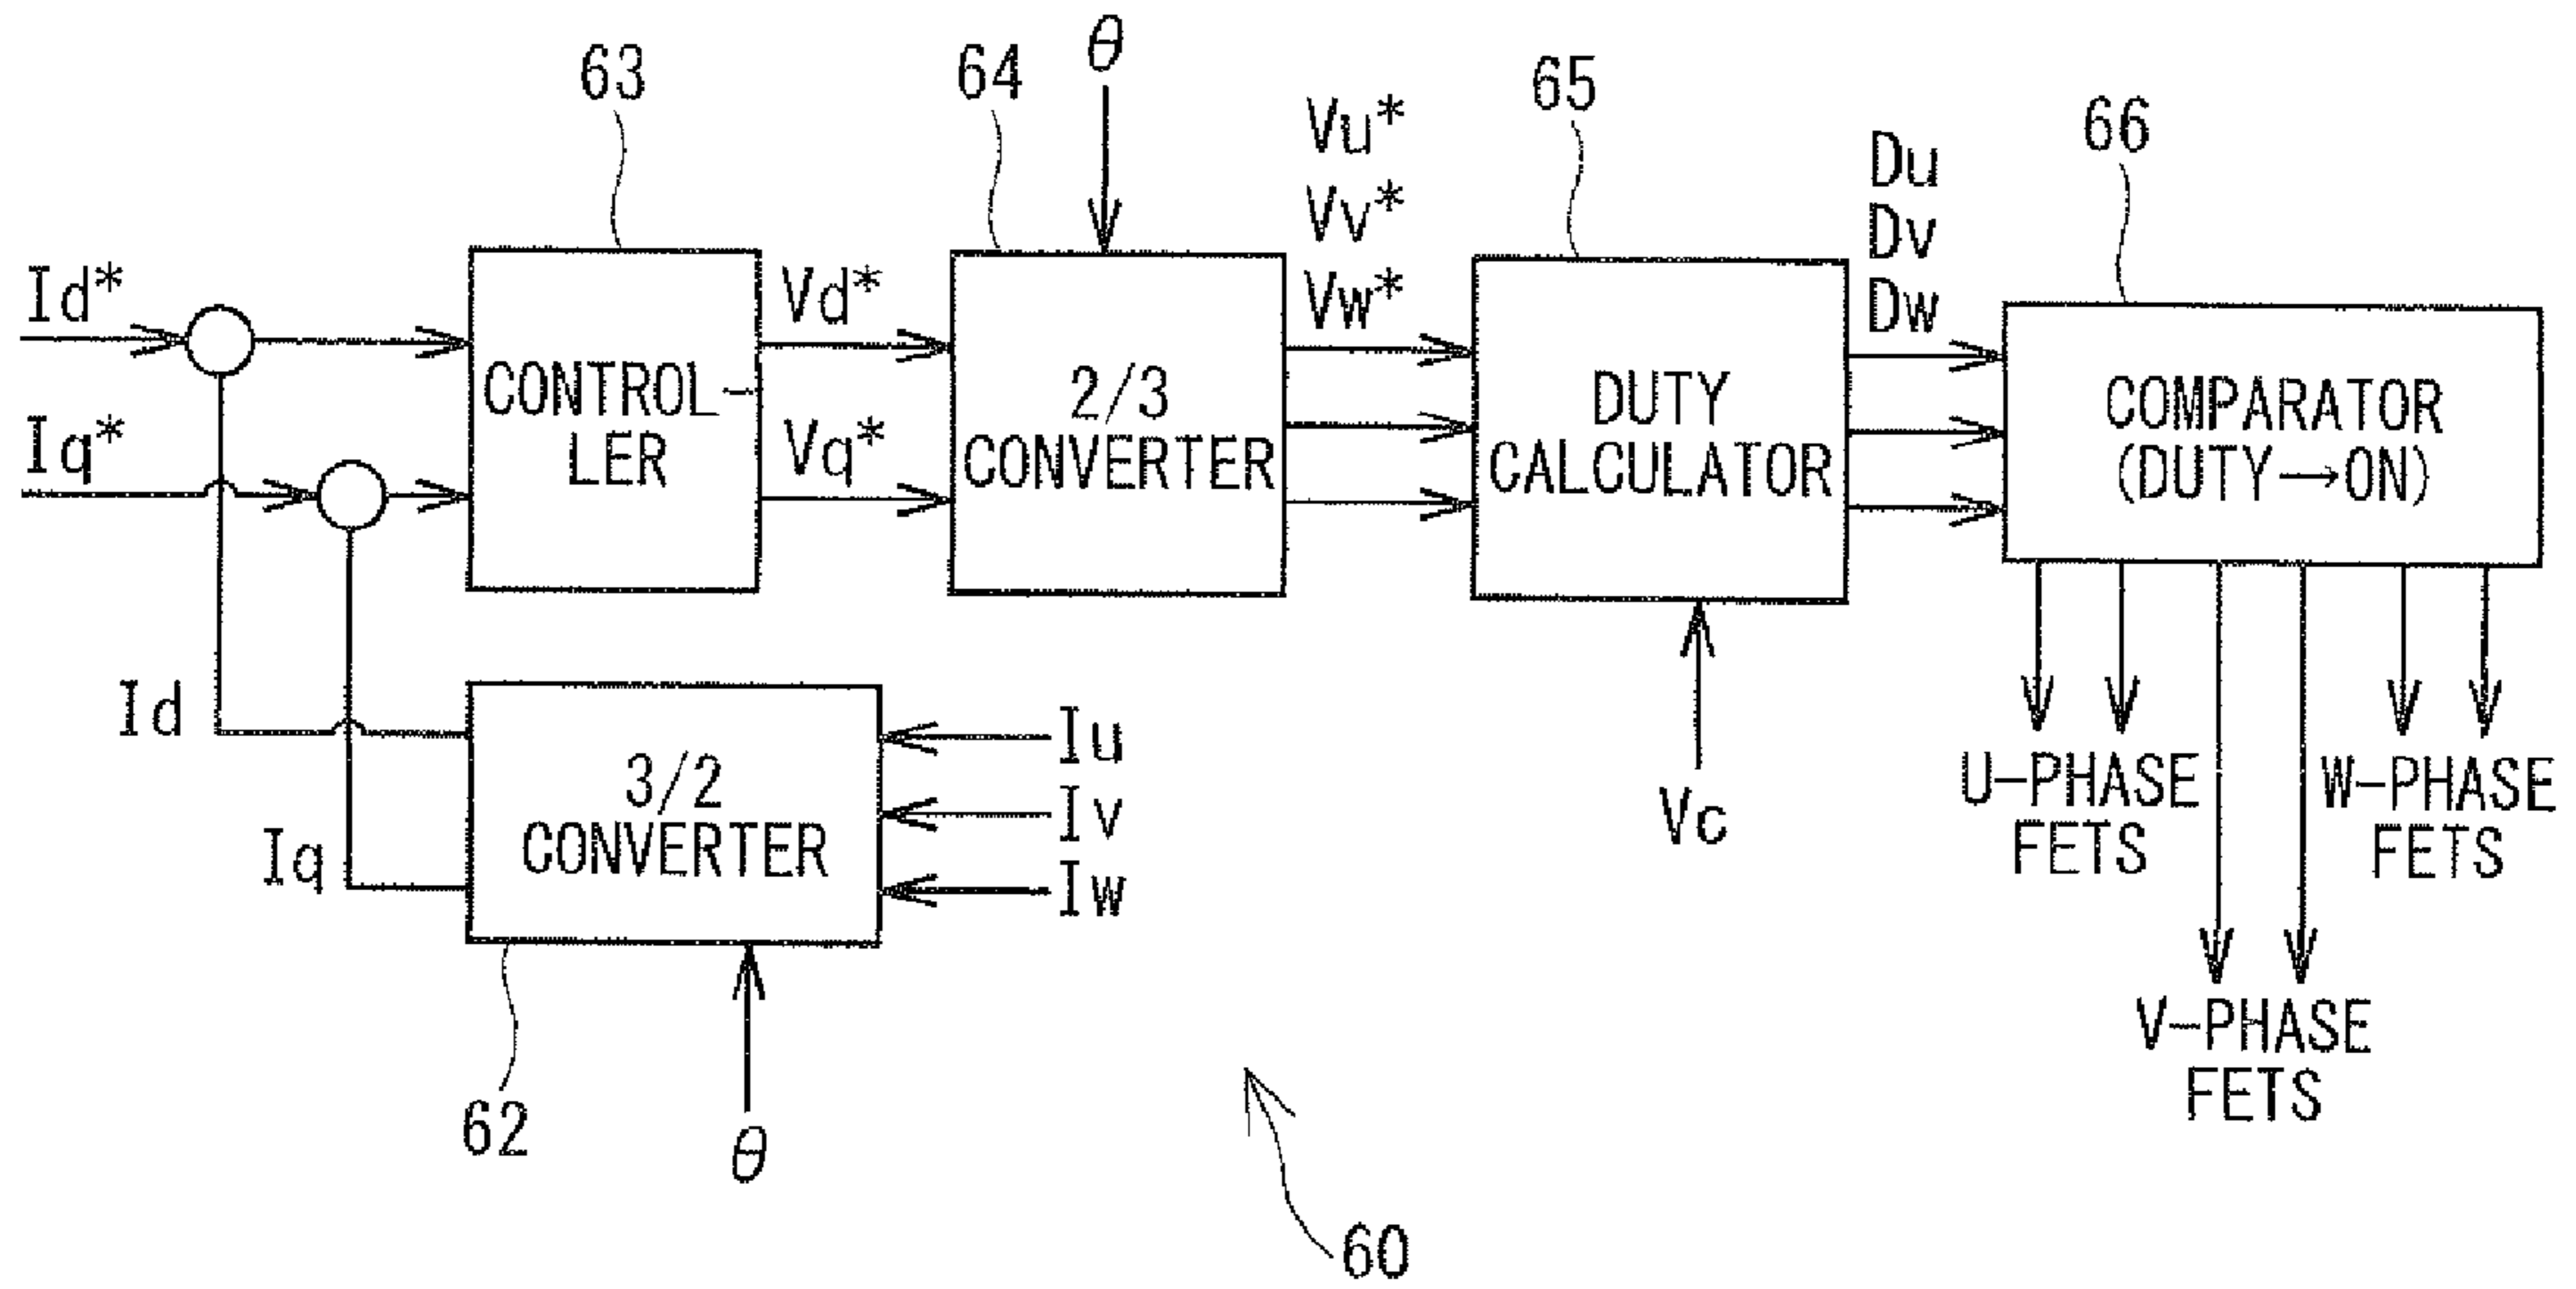 63
64
θ
65
66
Vu*
Vv*
Vw*
Du
Dv
Dw
Id*
Iq*
CONTROL-
LER
Vd*
Vq*
2/3
CONVERTER
DUTY
CALCULATOR
COMPARATOR
(DUTY→ON)
Id
Iq
3/2
CONVERTER
Iu
Iv
Iw
Vc
U-PHASE
FETS
W-PHASE
FETS
V-PHASE
FETS
62
θ
60